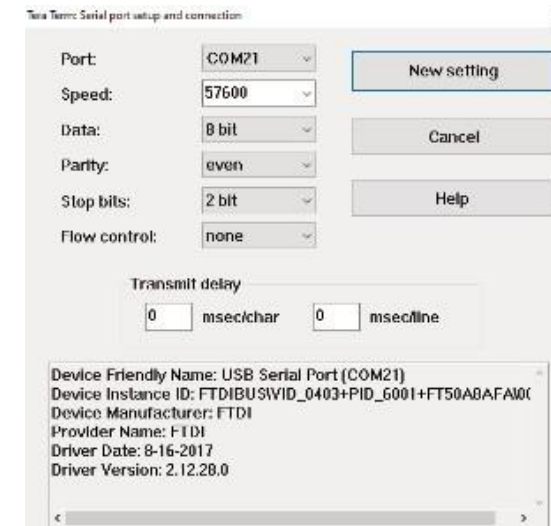 Tera Term: Serial port setup and connection
Port: COM21 New setting
Speed: 57600
Data: 8 bit Cancel
Parity: even
Stop bits: 2 bit Help
Flow control: none
Transmit delay
0 msec/char 0 msec/line
Device Friendly Name: USB Serial Port (COM21)
Device Instance ID: FTDIBUS\VID_0403+PID_6001+FT50A8AFA\00
Device Manufacturer: FTDI
Provider Name: FTDI
Driver Date: 8-16-2017
Driver Version: 2.12.28.0